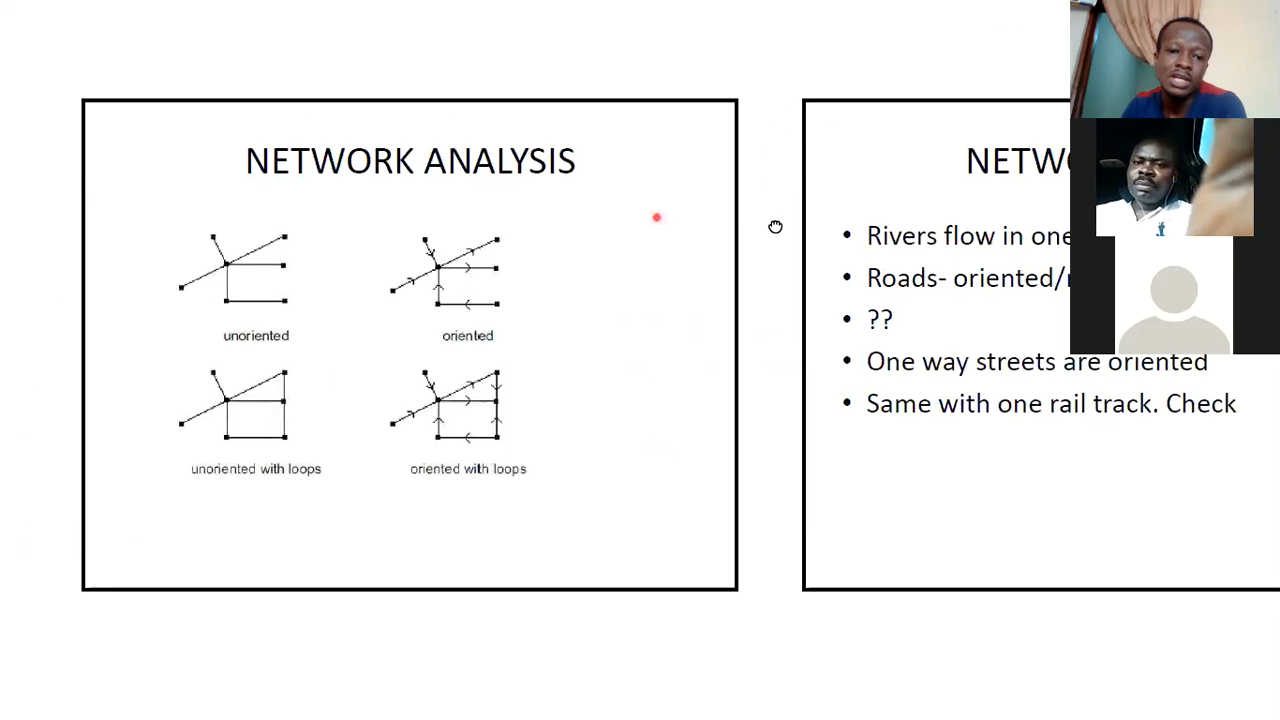 NETWORK ANALYSIS
unoriented
oriented
unoriented with loops
oriented with loops
• Rivers flow in one
• Roads- oriented/
• ??
• One way streets are oriented
• Same with one rail track. Check